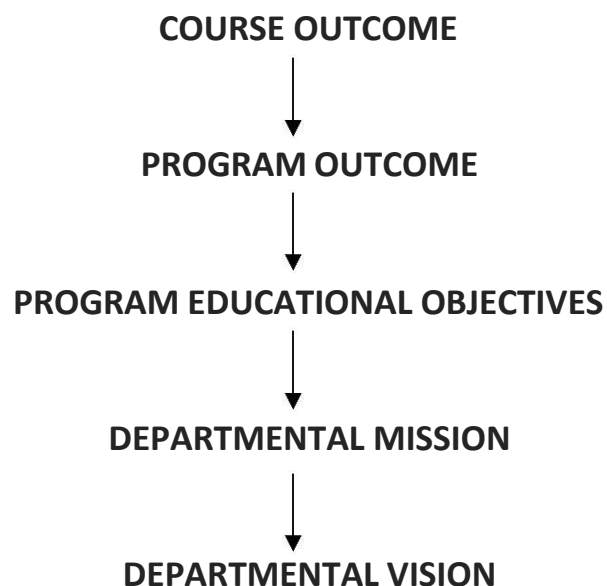 COURSE OUTCOME
PROGRAM OUTCOME
PROGRAM EDUCATIONAL OBJECTIVES
DEPARTMENTAL MISSION
DEPARTMENTAL VISION